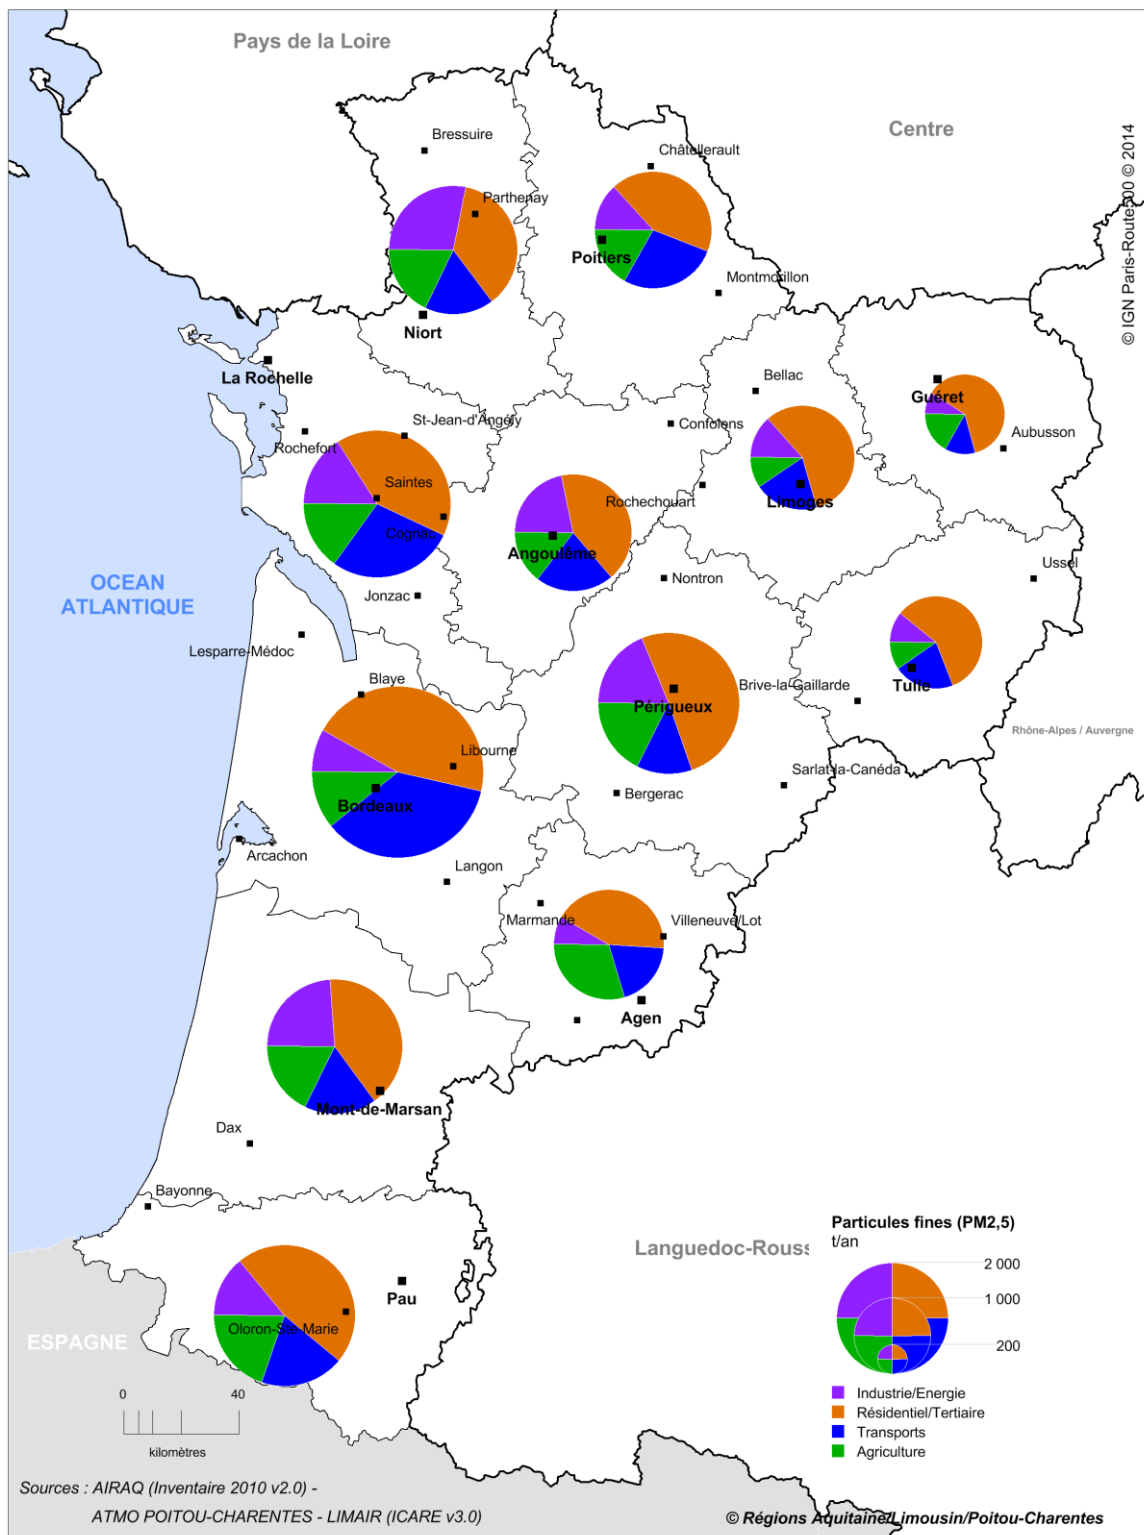 Pays de la Loire
Centre
© IGN Paris-Route500 © 2014
Bressuire
Châtellerault
Parthenay
Poitiers
Montmorillon
Niort
La Rochelle
Bellac
Guéret
St-Jean-d'Angély
Confolens
Aubusson
Rochefort
Saintes
Rochechouart
Limoges
Cognac
Angoulême
Ussel
OCEAN
ATLANTIQUE
Nontron
Jonzac
Lesparre-Médoc
Blaye
Brive-la-Gaillarde
Tulle
Périgueux
Rhône-Alpes / Auvergne
Libourne
Sarlat-la-Canéda
Bordeaux
Bergerac
Arcachon
Langon
Marmande
Villeneuve/Lot
Agen
Mont-de-Marsan
Dax
Bayonne
Particules fines (PM2,5)
t/an
Languedoc-Rouss
2 000
1 000
200
Pau
Oloron-Ste-Marie
ESPAGNE
0 40
kilomètres
Industrie/Energie
Résidentiel/Tertiaire
Transports
Agriculture
Sources : AIRAQ (Inventaire 2010 v2.0) -
ATMO POITOU-CHARENTES - LIMAIR (ICARE v3.0)
© Régions Aquitaine/Limousin/Poitou-Charentes